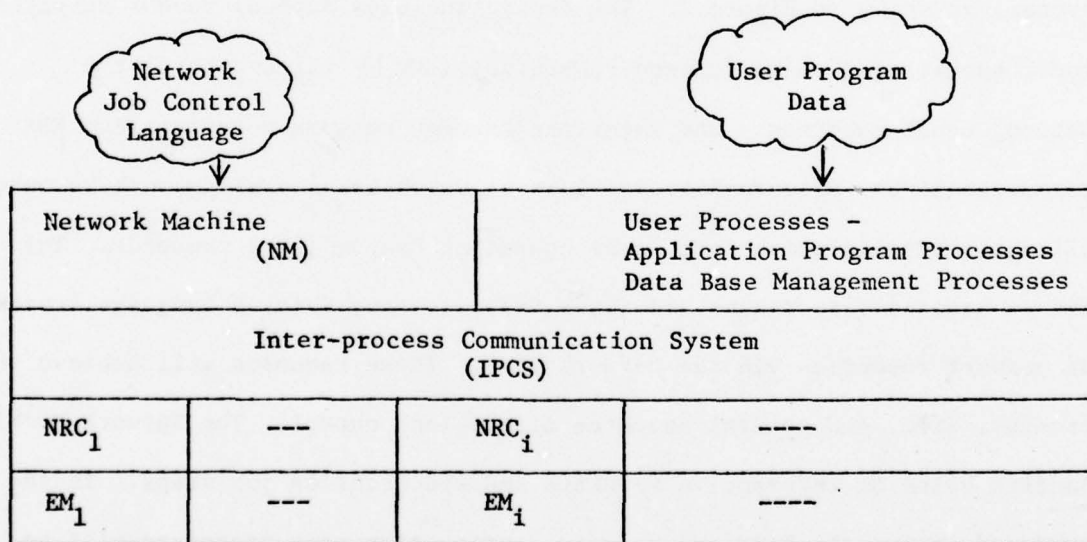 Network
Job Control
Language
User Program
Data
Network Machine
(NM)
User Processes -
Application Program Processes
Data Base Management Processes
Inter-process Communication System
(IPCS)
NRC1 --- NRCi ----
EM1 --- EMi ----